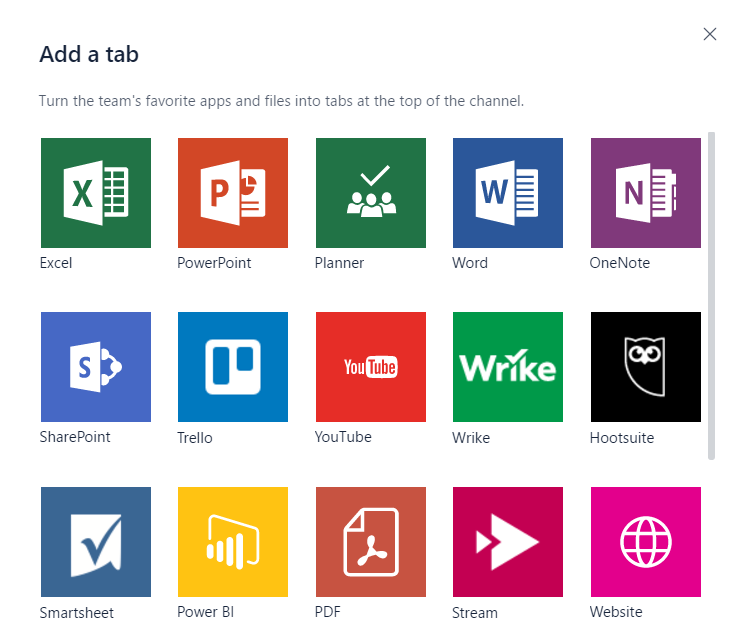 Add a tab
Turn the team's favorite apps and files into tabs at the top of the channel.
X P W N
Excel PowerPoint Planner Word OneNote
S YouTube Wrike
SharePoint Trello YouTube Wrike Hootsuite
Smartsheet Power BI PDF Stream Website